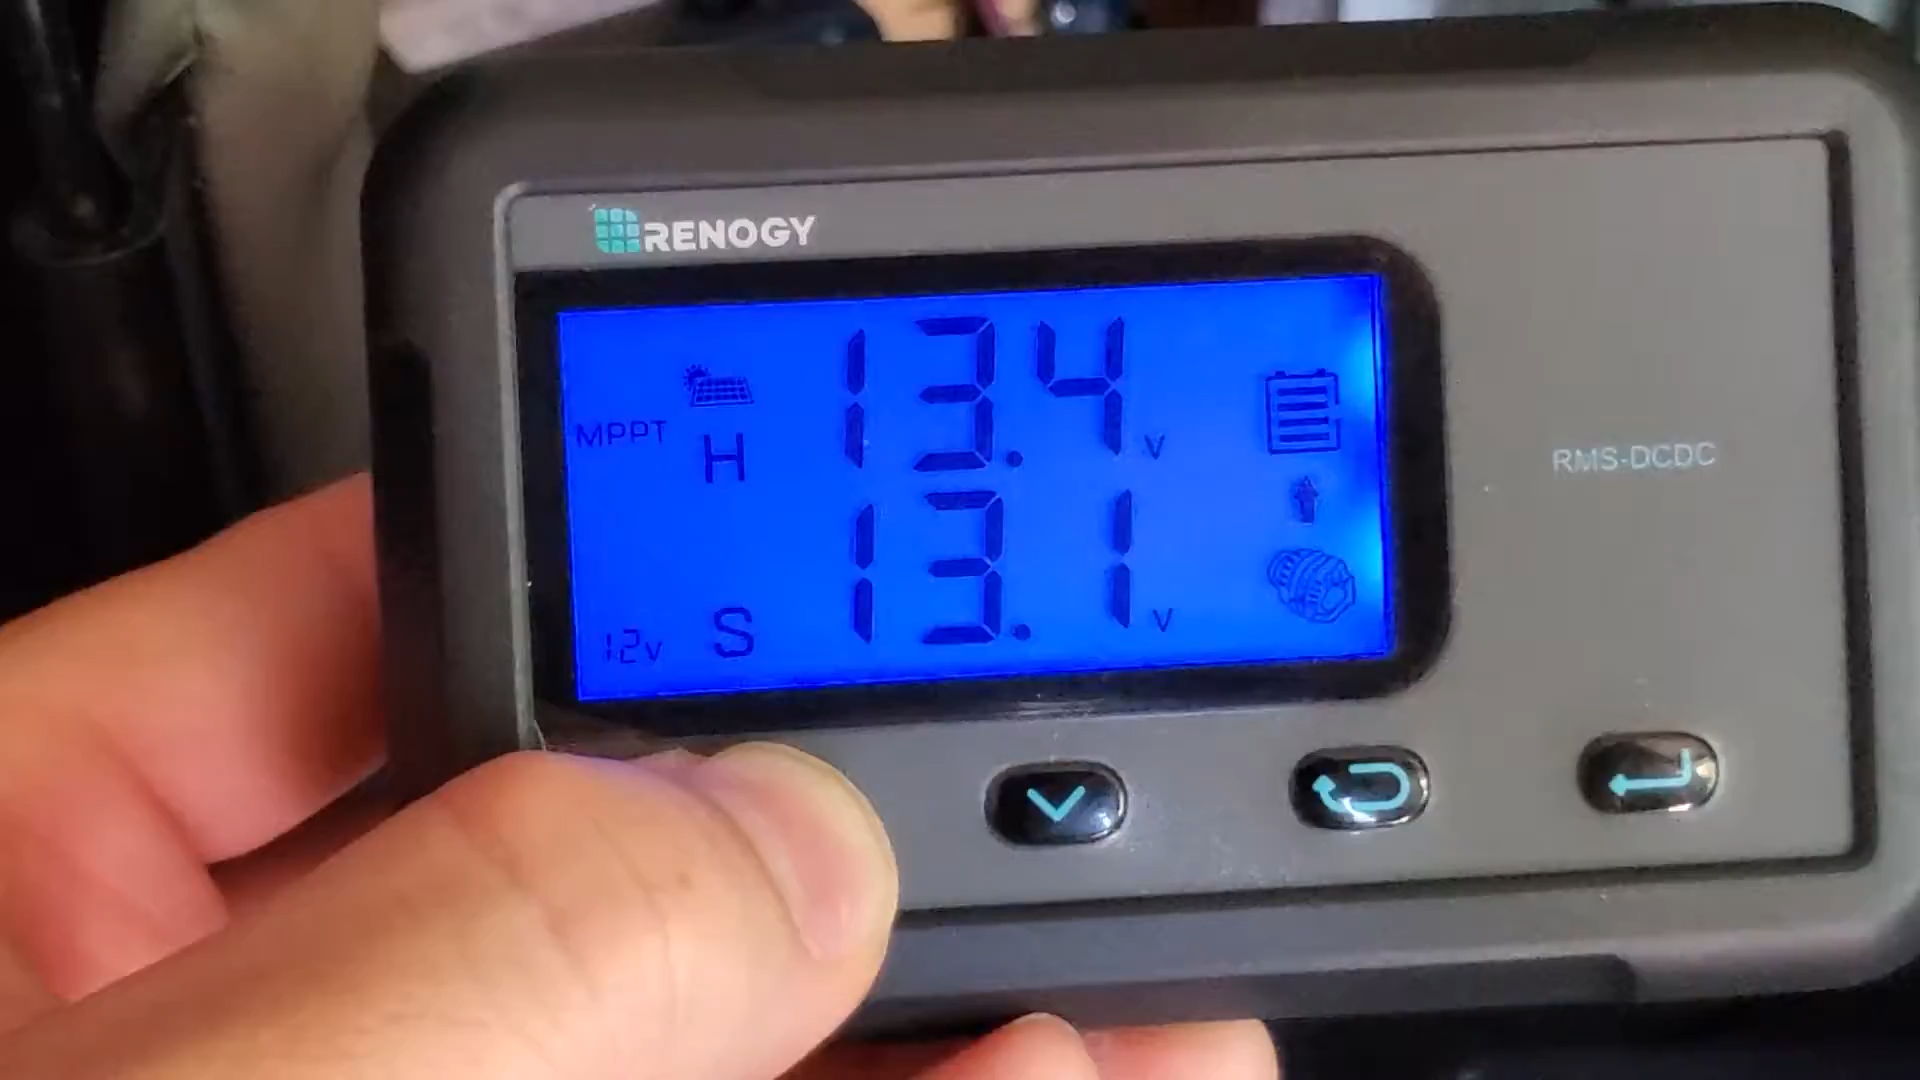 RENOGY
13.4 V
MPPT
H
RMS-DCDC
13.1 V
12V
S